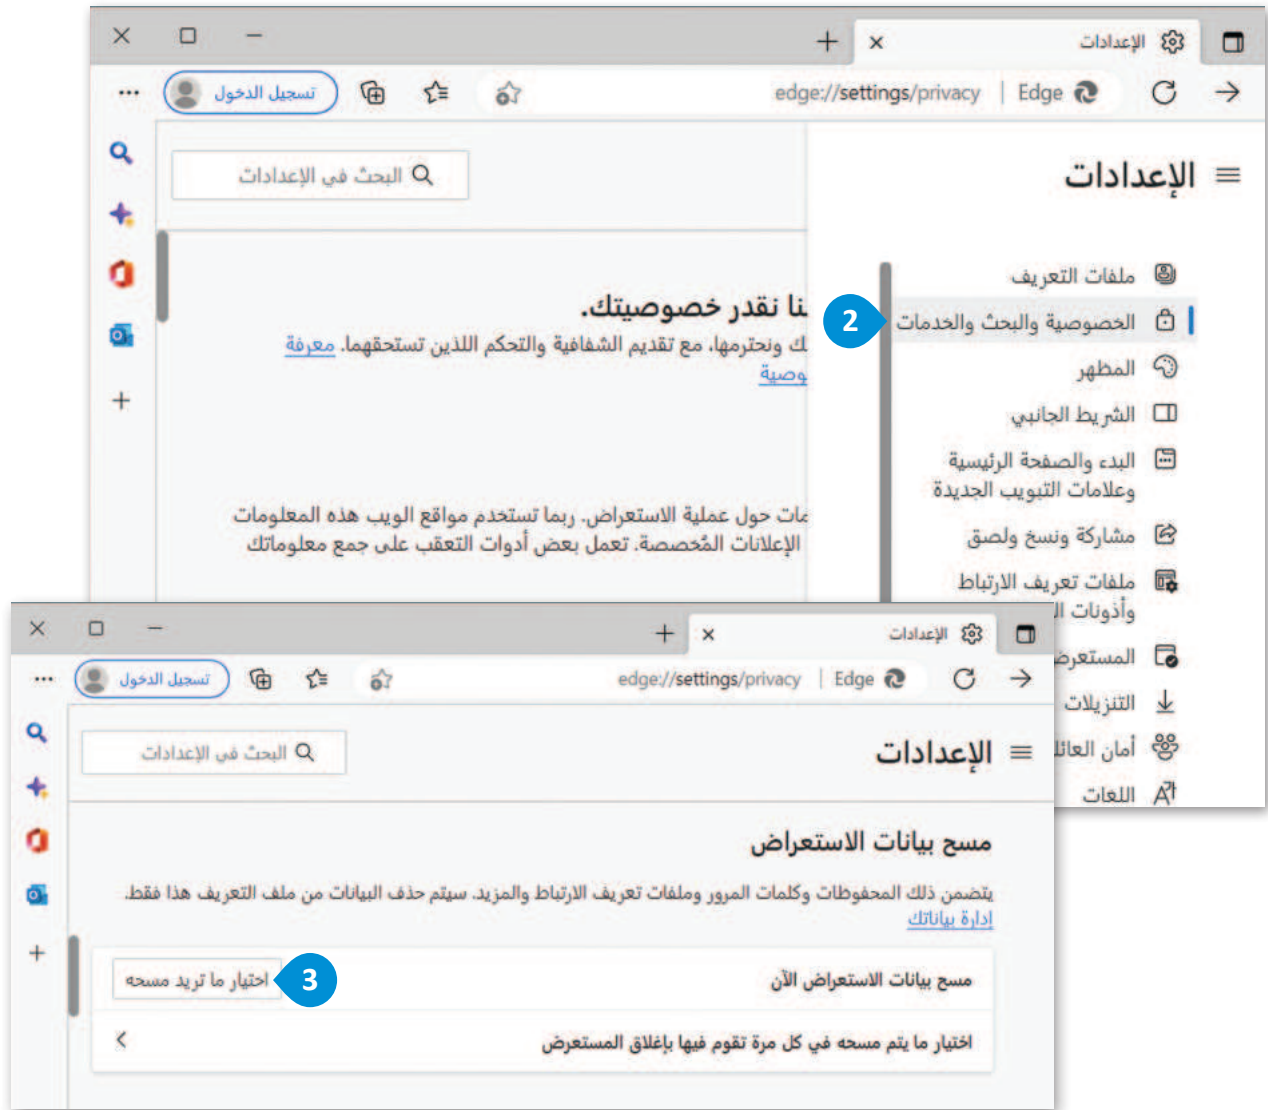 الإعدادات
edge://settings/privacy | Edge
تسجيل الدخول
الإعدادات
البحث في الإعدادات
ملفات التعريف
الخصوصية والبحث والخدمات
2
المظهر
الشريط الجانبي
البدء والصفحة الرئيسية
وعلامات التبويب الجديدة
مشاركة ونسخ ولصق
ملفات تعريف الارتباط
وأذونات
المستعرض
التنزيلات
أمان
اللغات
نقدر خصوصيتك.
ونحترمها، مع تقديم الشفافية والتحكم اللذين تستحقهما. معرفة
حول عملية الاستعراض. ربما تستخدم مواقع الويب هذه المعلومات
الإعلانات المُخصصة. تعمل بعض أدوات التعقب على جمع معلوماتك
الإعدادات
edge://settings/privacy | Edge
تسجيل الدخول
الإعدادات
البحث في الإعدادات
مسح بيانات الاستعراض
يتضمن ذلك المحفوظات وكلمات المرور وملفات تعريف الارتباط والمزيد. سيتم حذف البيانات من ملف التعريف هذا فقط.
إدارة بياناتك
مسح بيانات الاستعراض الآن
3
اختيار ما تريد مسحه
اختيار ما يتم مسحه في كل مرة تقوم فيها بإغلاق المستعرض